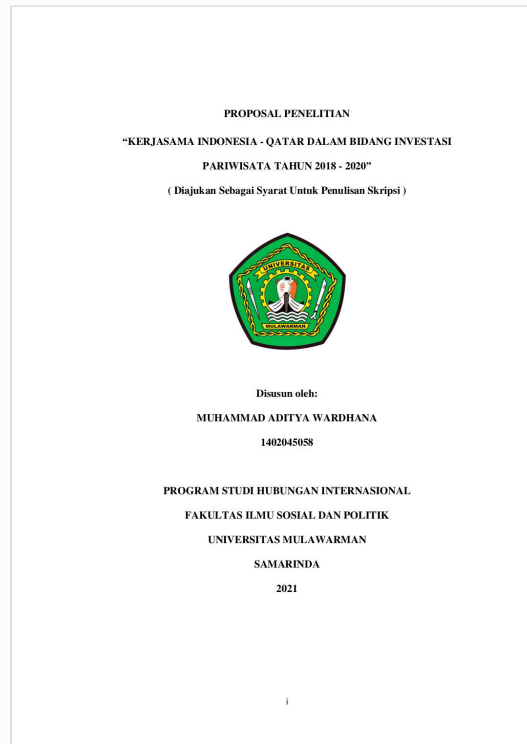 PROPOSAL PENELITIAN
“KERJASAMA INDONESIA - QATAR DALAM BIDANG INVESTASI
PARIWISATA TAHUN 2018 - 2020”
( Diajukan Sebagai Syarat Untuk Penulisan Skripsi )
UNIVERSITAS
MULAWARMAN
Disusun oleh:
MUHAMMAD ADITYA WARDHANA
1402045058
PROGRAM STUDI HUBUNGAN INTERNASIONAL
FAKULTAS ILMU SOSIAL DAN POLITIK
UNIVERSITAS MULAWARMAN
SAMARINDA
2021
i